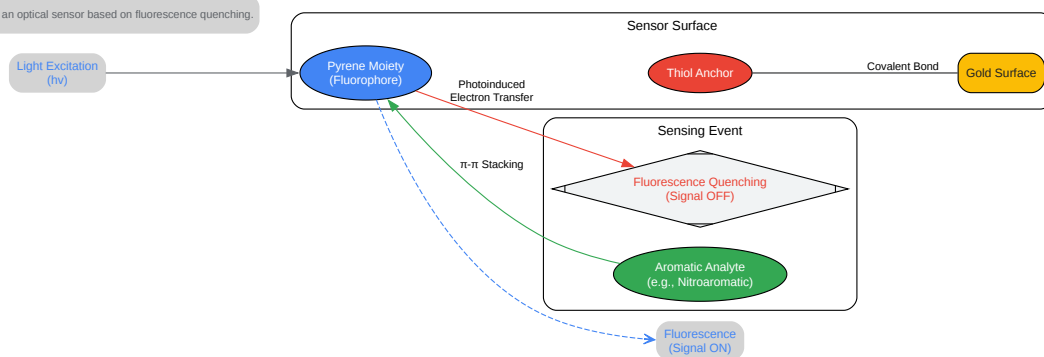 an optical sensor based on fluorescence quenching.
Sensor Surface
Light Excitation
(hv)
Pyrene Moiety
(Fluorophore)
Thiol Anchor
Covalent Bond
Gold Surface
Photoinduced
Electron Transfer
Sensing Event
π-π Stacking
Fluorescence Quenching
(Signal OFF)
Aromatic Analyte
(e.g., Nitroaromatic)
Fluorescence
(Signal ON)